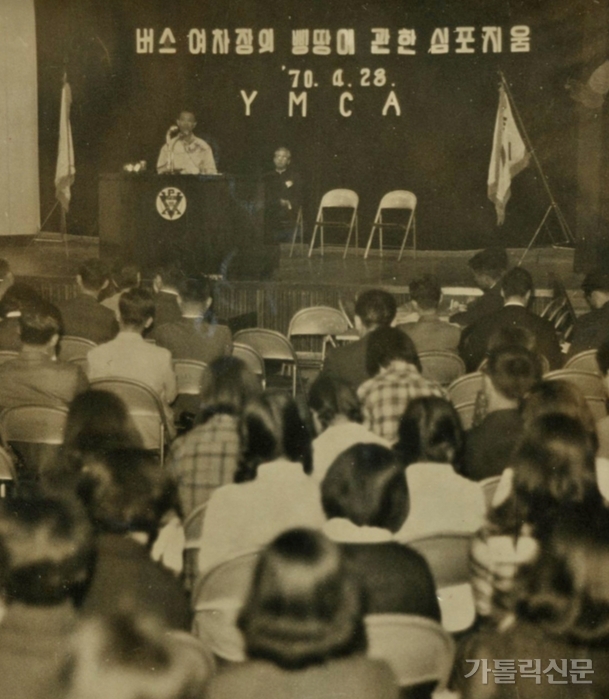 버스 여차장의 삥땅에 관한 심포지움
'70. 4. 28.
YMCA
가톨릭신문